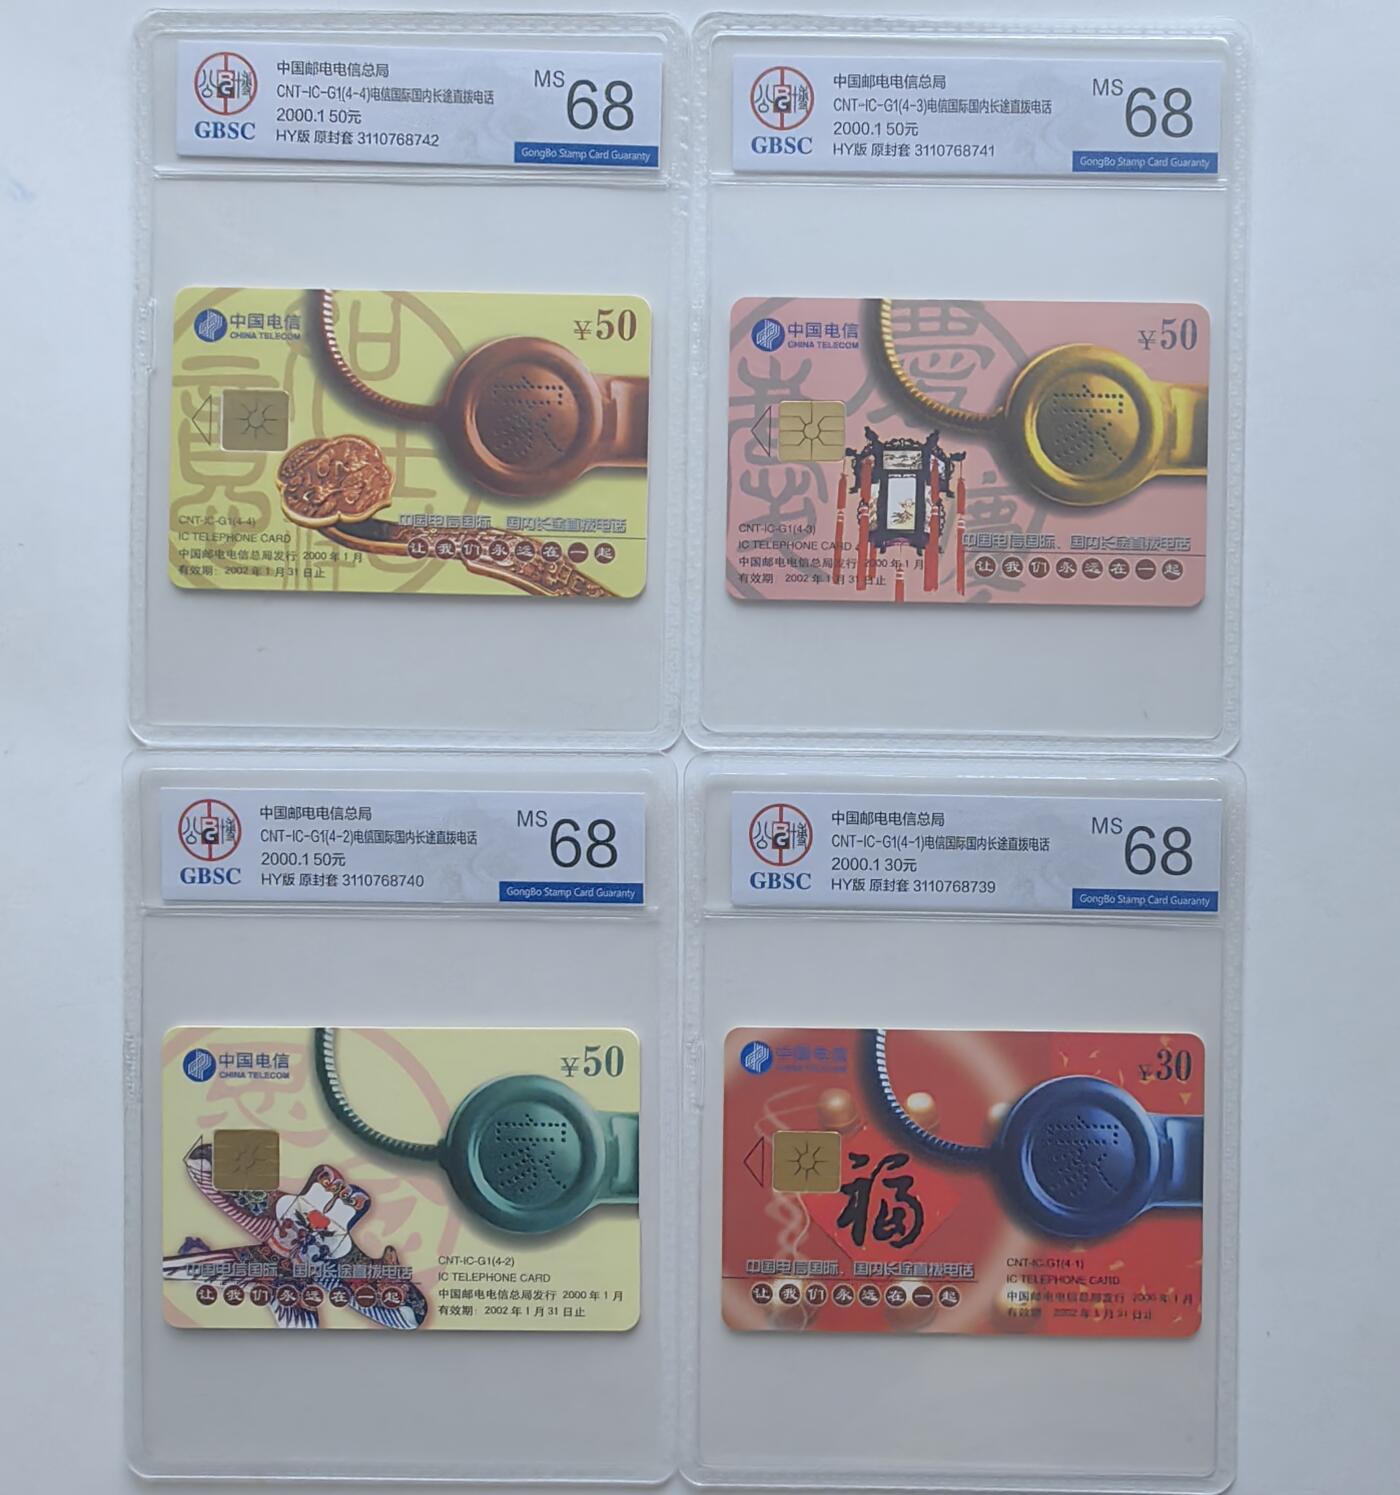 中国邮电电信总局
CNT-IC-G1(4-4)电信国际国内长途直拨电话
2000.1 50元
HY版 原封套 3110768742
GBSC
MS 68
GongBo Stamp Card Guaranty
中国电信
CHINA TELECOM
¥50
家
CNT-IC-G1(4-4)
IC TELEPHONE CARD
中国邮电电信总局发行 2000年1月
有效期: 2002年1月31日止
中国电信国际、国内长途直拨电话
让我们永远在一起
中国邮电电信总局
CNT-IC-G1(4-3)电信国际国内长途直拨电话
2000.1 50元
HY版 原封套 3110768741
GBSC
MS 68
GongBo Stamp Card Guaranty
中国电信
CHINA TELECOM
¥50
慶
家
CNT-IC-G1(4-3)
IC TELEPHONE CARD
中国邮电电信总局发行 2000年1月
有效期 2002年1月31日止
中国电信国际、国内长途直拨电话
让我们永远在一起
中国邮电电信总局
CNT-IC-G1(4-2)电信国际国内长途直拨电话
2000.1 50元
HY版 原封套 3110768740
GBSC
MS 68
GongBo Stamp Card Guaranty
中国电信
CHINA TELECOM
¥50
家
CNT-IC-G1(4-2)
IC TELEPHONE CARD
中国邮电电信总局发行 2000年1月
有效期: 2002年1月31日止
中国电信国际、国内长途直拨电话
让我们永远在一起
中国邮电电信总局
CNT-IC-G1(4-1)电信国际国内长途直拨电话
2000.1 30元
HY版 原封套 3110768739
GBSC
MS 68
GongBo Stamp Card Guaranty
中国电信
CHINA TELECOM
¥30
家
福
CNT-IC-G1(4-1)
IC TELEPHONE CARD
中国邮电电信总局发行 2000年1月
有效期 2002年1月31日止
中国电信国际、国内长途直拨电话
让我们永远在一起